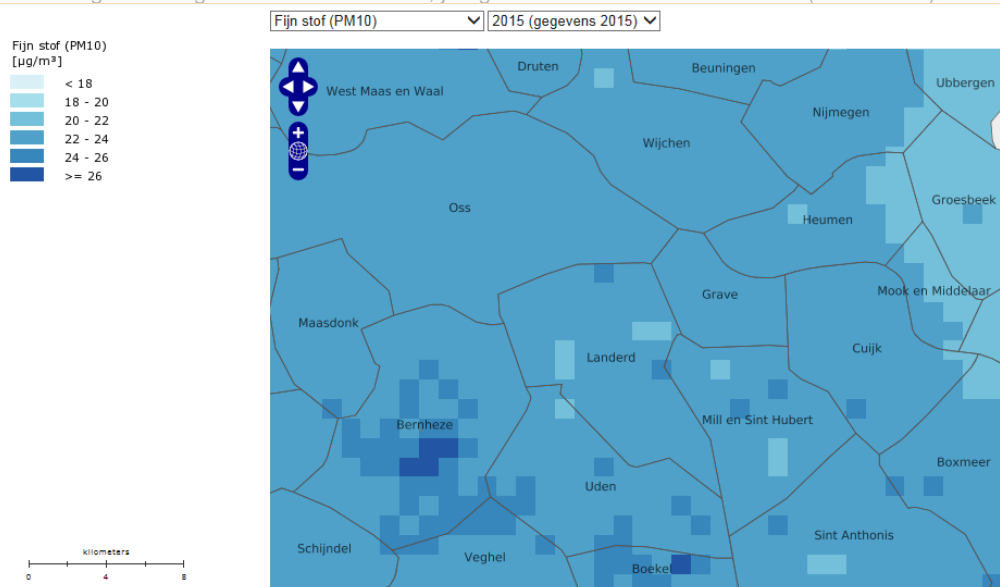 Fijn stof (PM10) 2015 (gegevens 2015)
Fijn stof (PM10)
[µg/m³]
< 18
18 - 20
20 - 22
22 - 24
24 - 26
>= 26
Druten
Beuningen
Ubbergen
West Maas en Waal
Nijmegen
Wijchen
Groesbeek
Oss
Heumen
Grave
Mook en Middelaar
Maasdonk
Cuijk
Landerd
Bernheze
Mill en Sint Hubert
Boxmeer
Uden
Sint Anthonis
Schijndel
Veghel
Boekel
kilometers
0 4 8